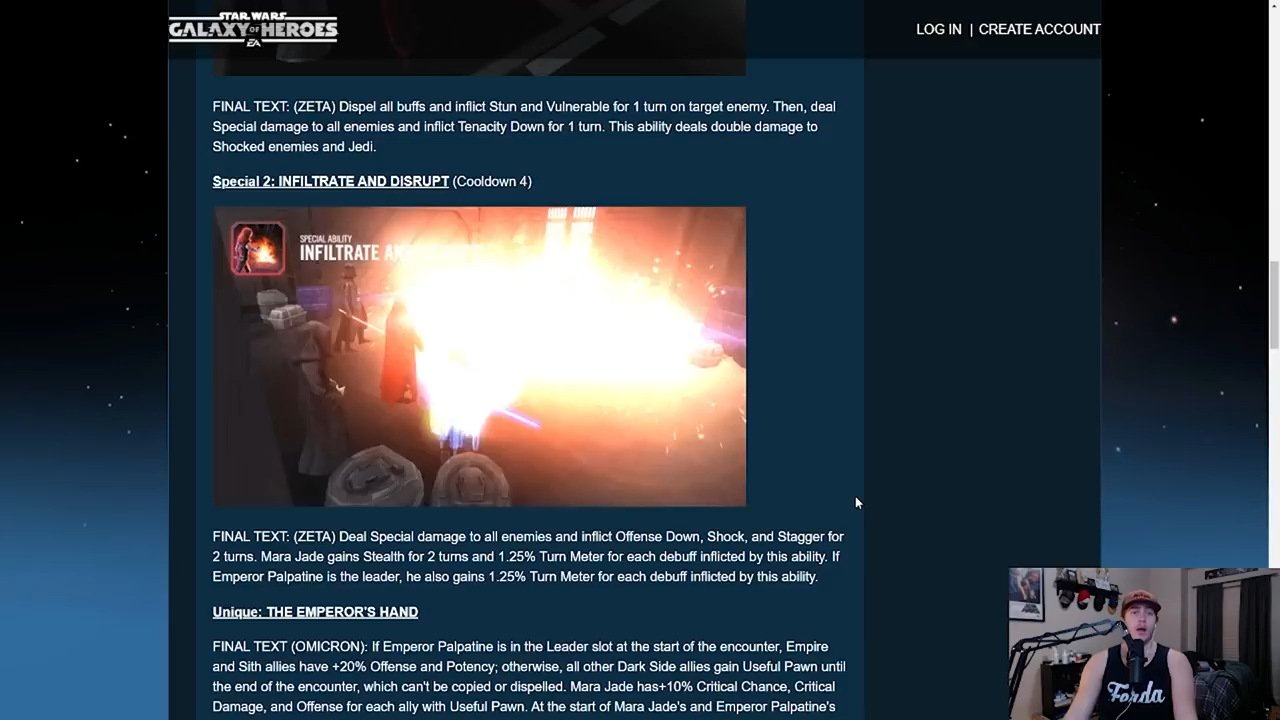 STAR WARS
GALAXY OF HEROES
EA
LOG IN | CREATE ACCOUNT
FINAL TEXT: (ZETA) Dispel all buffs and inflict Stun and Vulnerable for 1 turn on target enemy. Then, deal
Special damage to all enemies and inflict Tenacity Down for 1 turn. This ability deals double damage to
Shocked enemies and Jedi.
Special 2: INFILTRATE AND DISRUPT (Cooldown 4)
SPECIAL ABILITY
INFILTRATE AN
FINAL TEXT: (ZETA) Deal Special damage to all enemies and inflict Offense Down, Shock, and Stagger for
2 turns. Mara Jade gains Stealth for 2 turns and 1.25% Turn Meter for each debuff inflicted by this ability. If
Emperor Palpatine is the leader, he also gains 1.25% Turn Meter for each debuff inflicted by this ability.
Unique: THE EMPEROR'S HAND
FINAL TEXT (OMICRON): If Emperor Palpatine is in the Leader slot at the start of the encounter, Empire
and Sith allies have +20% Offense and Potency; otherwise, all other Dark Side allies gain Useful Pawn until
the end of the encounter, which can't be copied or dispelled. Mara Jade has+10% Critical Chance, Critical
Damage, and Offense for each ally with Useful Pawn. At the start of Mara Jade's and Emperor Palpatine's
Ferda